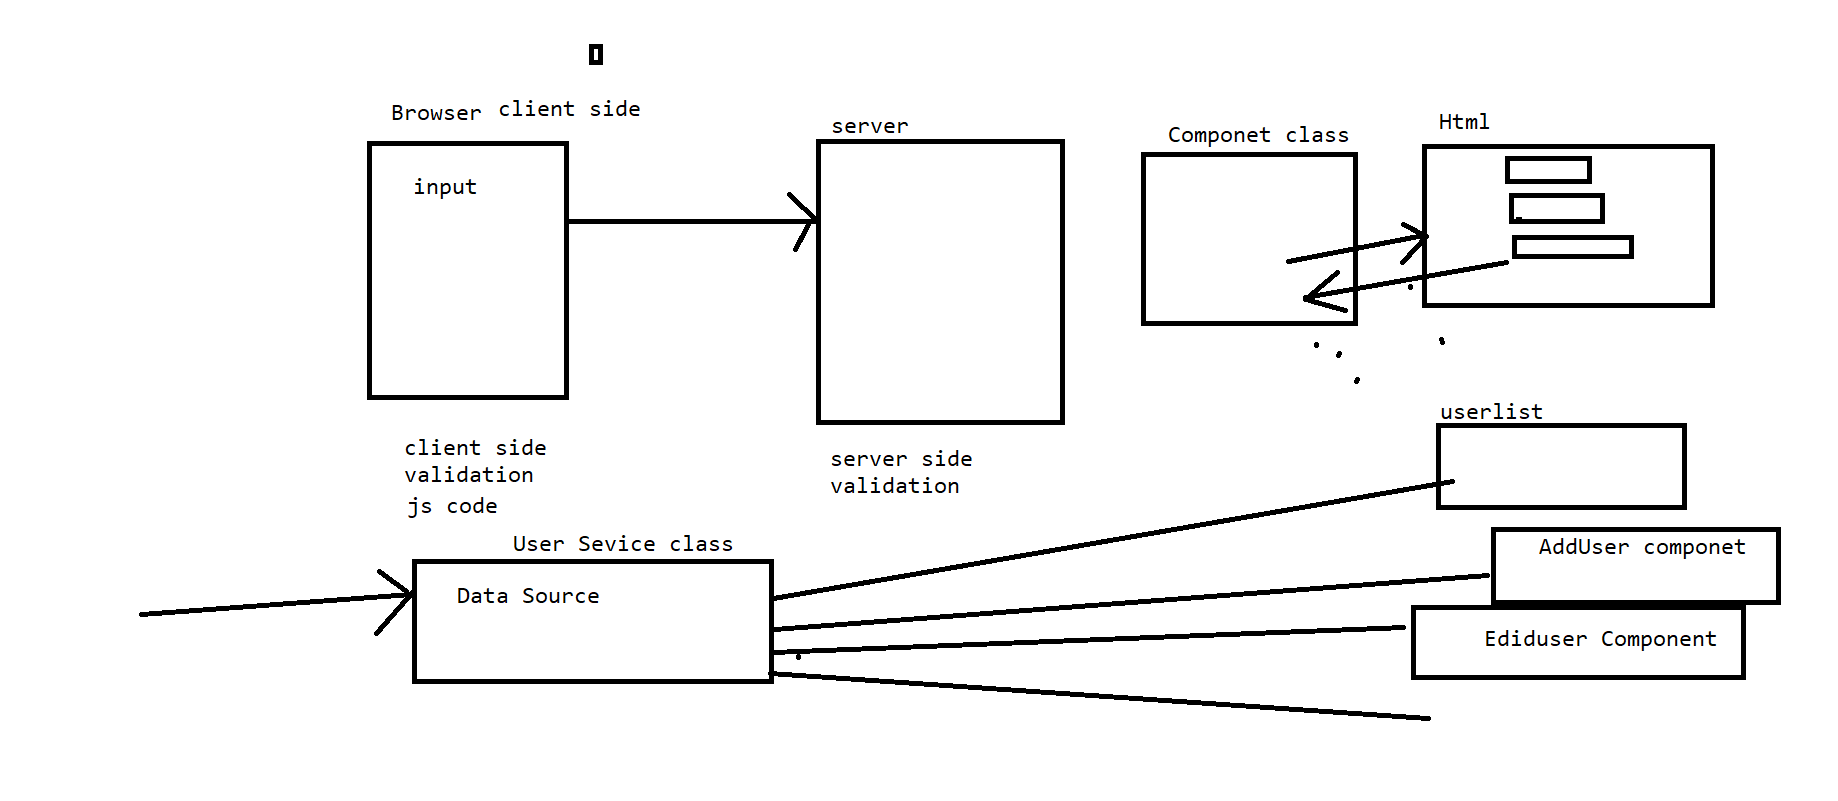 Browser client side
server
Componet class
Html
input
client side
validation
js code
server side
validation
userlist
User Sevice class
Data Source
AddUser componet
Ediduser Component